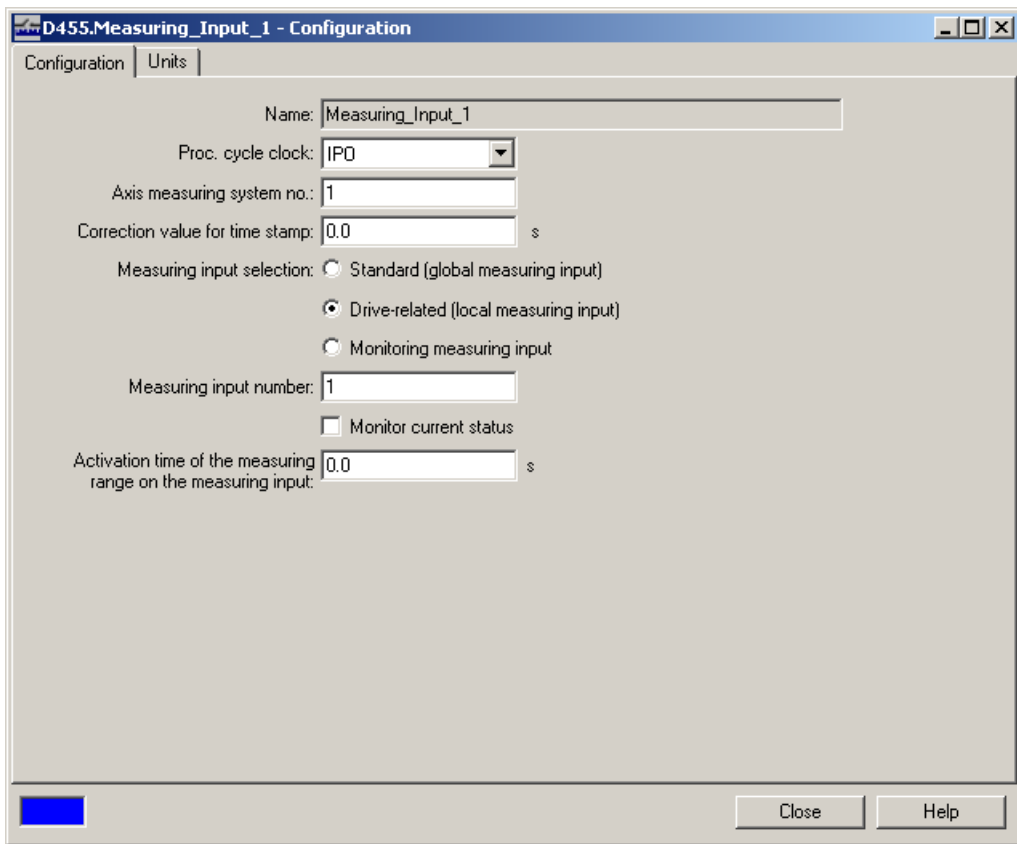 D455.Measuring_Input_1 - Configuration
Configuration Units
Name: Measuring_Input_1
Proc. cycle clock: IPO
Axis measuring system no.: 1
Correction value for time stamp: 0.0 s
Measuring input selection: Standard (global measuring input)
Drive-related (local measuring input)
Monitoring measuring input
Measuring input number: 1
Monitor current status
Activation time of the measuring
range on the measuring input: 0.0 s
Close Help